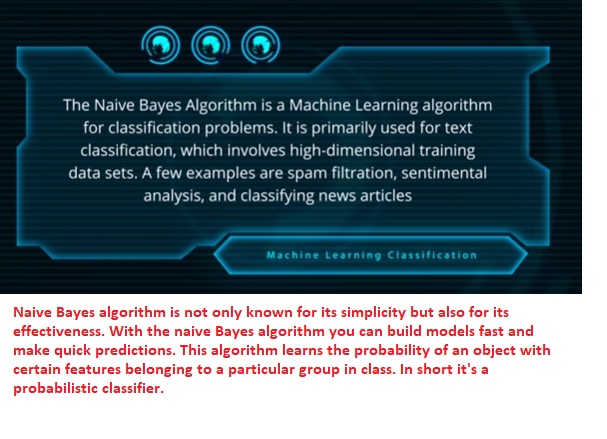 The Naive Bayes Algorithm is a Machine Learning algorithm
for classification problems. It is primarily used for text
classification, which involves high-dimensional training
data sets. A few examples are spam filtration, sentimental
analysis, and classifying news articles
Machine Learning Classification
Naive Bayes algorithm is not only known for its simplicity but also for its
effectiveness. With the naive Bayes algorithm you can build models fast and
make quick predictions. This algorithm learns the probability of an object with
certain features belonging to a particular group in class. In short it's a
probabilistic classifier.